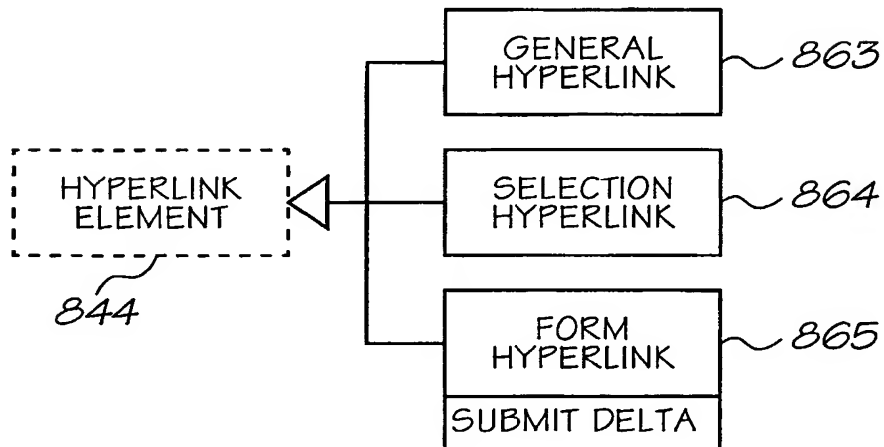 GENERAL
HYPERLINK
863
HYPERLINK
ELEMENT
844
SELECTION
HYPERLINK
864
FORM
HYPERLINK
865
SUBMIT DELTA